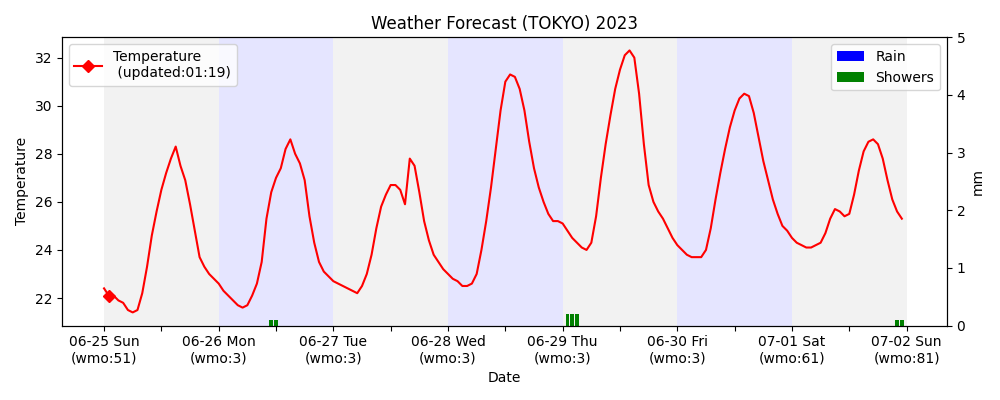 Weather Forecast (TOKYO) 2023
Temperature
(updated:01:19)
Rain
Showers
Temperature
32
30
28
26
24
22
5
4
3
2
1
0
mm
06-25 Sun
(wmo:51)
06-26 Mon
(wmo:3)
06-27 Tue
(wmo:3)
06-28 Wed
(wmo:3)
06-29 Thu
(wmo:3)
06-30 Fri
(wmo:3)
07-01 Sat
(wmo:61)
07-02 Sun
(wmo:81)
Date